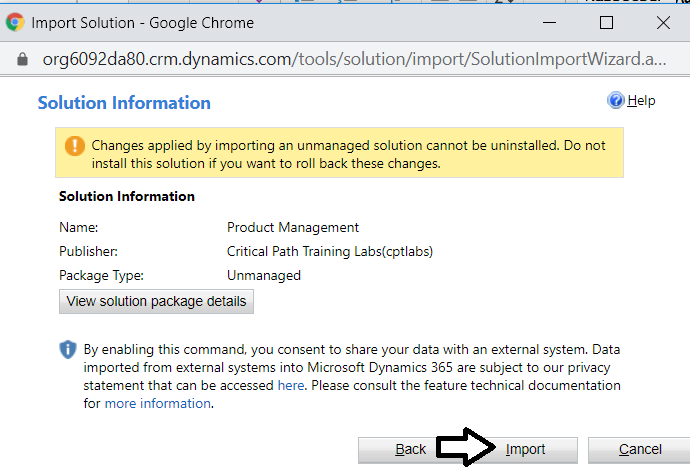 Import Solution - Google Chrome
org6092da80.crm.dynamics.com/tools/solution/import/SolutionImportWizard.a...
Solution Information
Help
Changes applied by importing an unmanaged solution cannot be uninstalled. Do not
install this solution if you want to roll back these changes.
Solution Information
Name: Product Management
Publisher: Critical Path Training Labs(cptlabs)
Package Type: Unmanaged
View solution package details
By enabling this command, you consent to share your data with an external system. Data
imported from external systems into Microsoft Dynamics 365 are subject to our privacy
statement that can be accessed here. Please consult the feature technical documentation
for more information.
Back Import Cancel